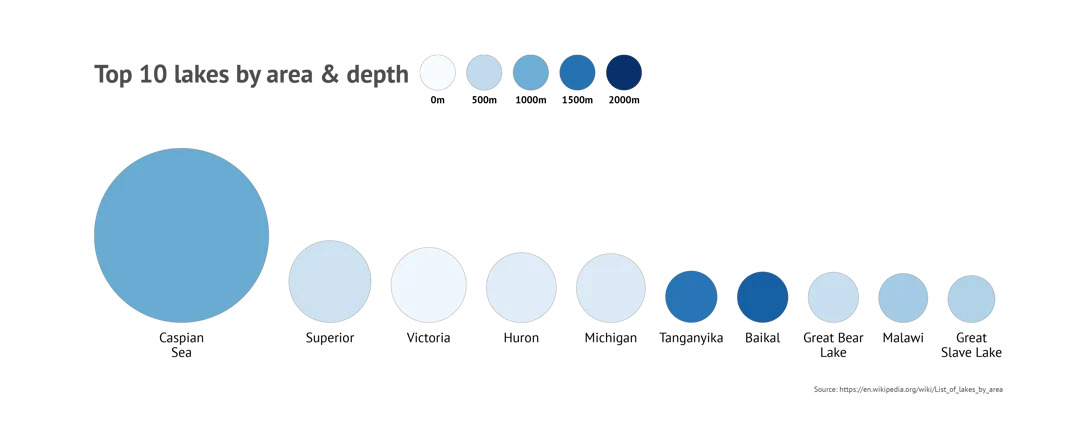 Top 10 lakes by area & depth
0m 500m 1000m 1500m 2000m
Caspian
Sea
Superior
Victoria
Huron
Michigan
Tanganyika
Baikal
Great Bear
Lake
Malawi
Great
Slave Lake
Source: https://en.wikipedia.org/wiki/List_of_lakes_by_area